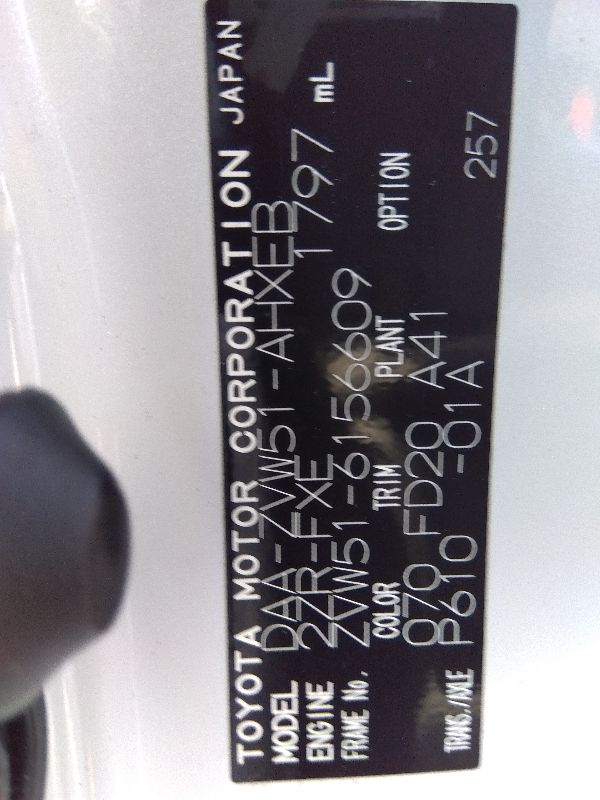 TOYOTA MOTOR CORPORATION JAPAN
MODEL DAA-ZVW51-AHXEB
ENGINE 2ZR-FXE 1797 mL
FRAME No. ZVW51-6156609
COLOR TRIM PLANT OPTION
070 FD20 A41
TRANS./AXLE P610 -01A 257